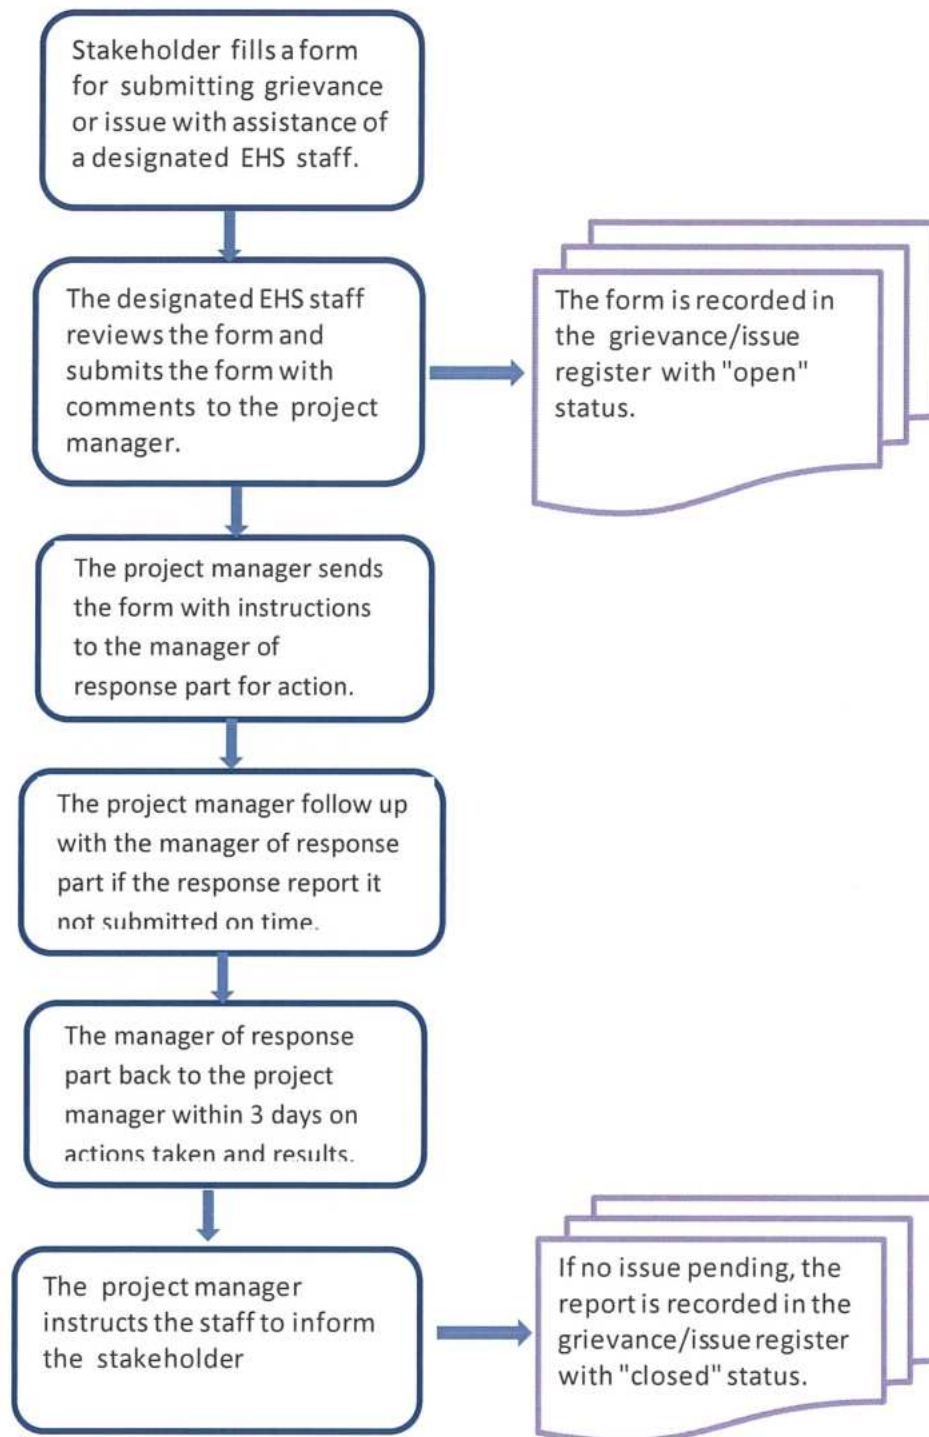 Stakeholder fills a form
for submitting grievance
or issue with assistance of
a designated EHS staff.
The designated EHS staff
reviews the form and
submits the form with
comments to the project
manager.
The form is recorded in
the grievance/issue
register with "open"
status.
The project manager sends
the form with instructions
to the manager of
response part for action.
The project manager follow up
with the manager of response
part if the response report it
not submitted on time.
The manager of response
part back to the project
manager within 3 days on
actions taken and results.
The project manager
instructs the staff to inform
the stakeholder
If no issue pending, the
report is recorded in the
grievance/issue register
with "closed" status.